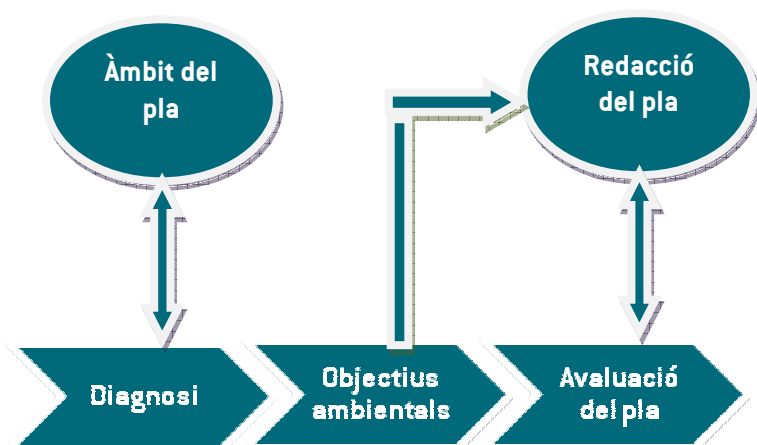 Àmbit del
pla
Redacció
del pla
Diagnosi
Objectius
ambientals
Avaluació
del pla